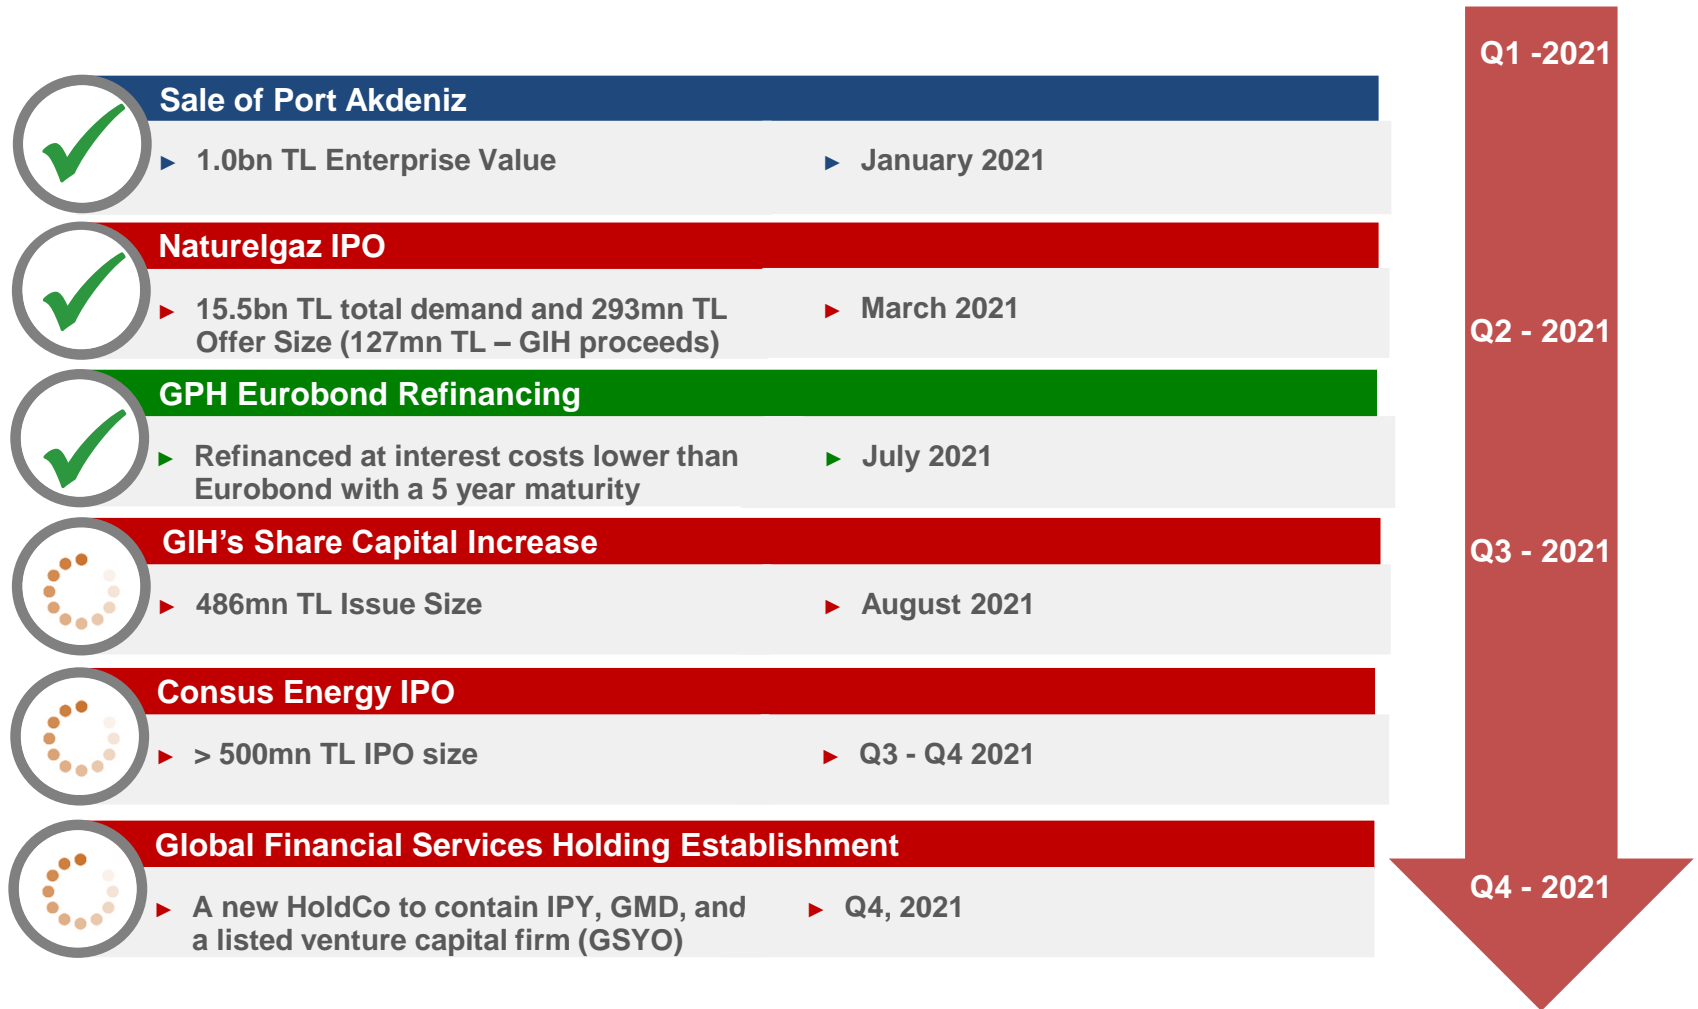 Sale of Port Akdeniz
► 1.0bn TL Enterprise Value
► January 2021
Naturelgaz IPO
► 15.5bn TL total demand and 293mn TL
Offer Size (127mn TL – GIH proceeds)
► March 2021
GPH Eurobond Refinancing
► Refinanced at interest costs lower than
Eurobond with a 5 year maturity
► July 2021
GIH’s Share Capital Increase
► 486mn TL Issue Size
► August 2021
Consus Energy IPO
► > 500mn TL IPO size
► Q3 - Q4 2021
Global Financial Services Holding Establishment
► A new HoldCo to contain IPY, GMD, and
a listed venture capital firm (GSYO)
► Q4, 2021
Q1 -2021
Q2 - 2021
Q3 - 2021
Q4 - 2021